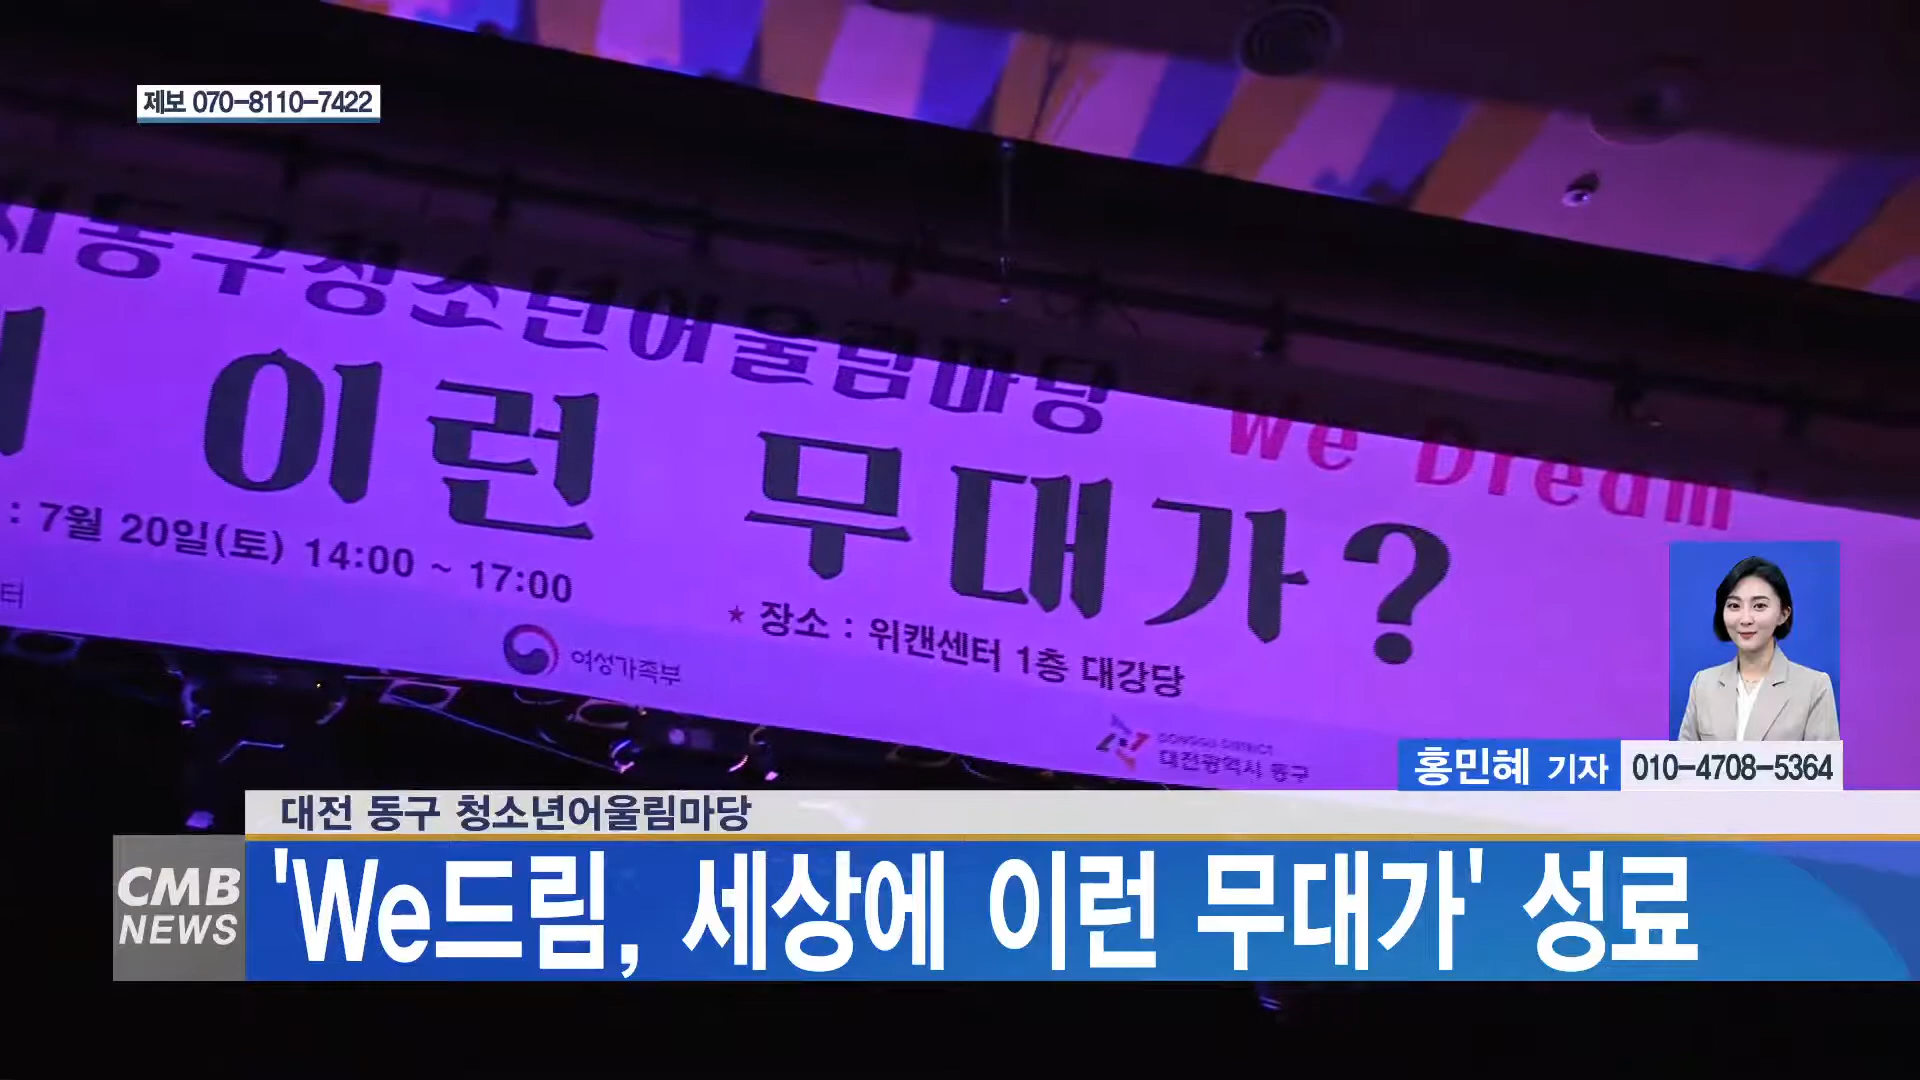 제보 070-8110-7422
시동구청소년어울림마당 'We Dream'
이런 무대가?
: 7월 20일(토) 14:00 ~ 17:00
★ 장소 : 위캔센터 1층 대강당
터
여성가족부
DONGGU DISTRICT
대전광역시 동구
홍민혜 기자 010-4708-5364
대전 동구 청소년어울림마당
CMB
NEWS
'We드림, 세상에 이런 무대가' 성료